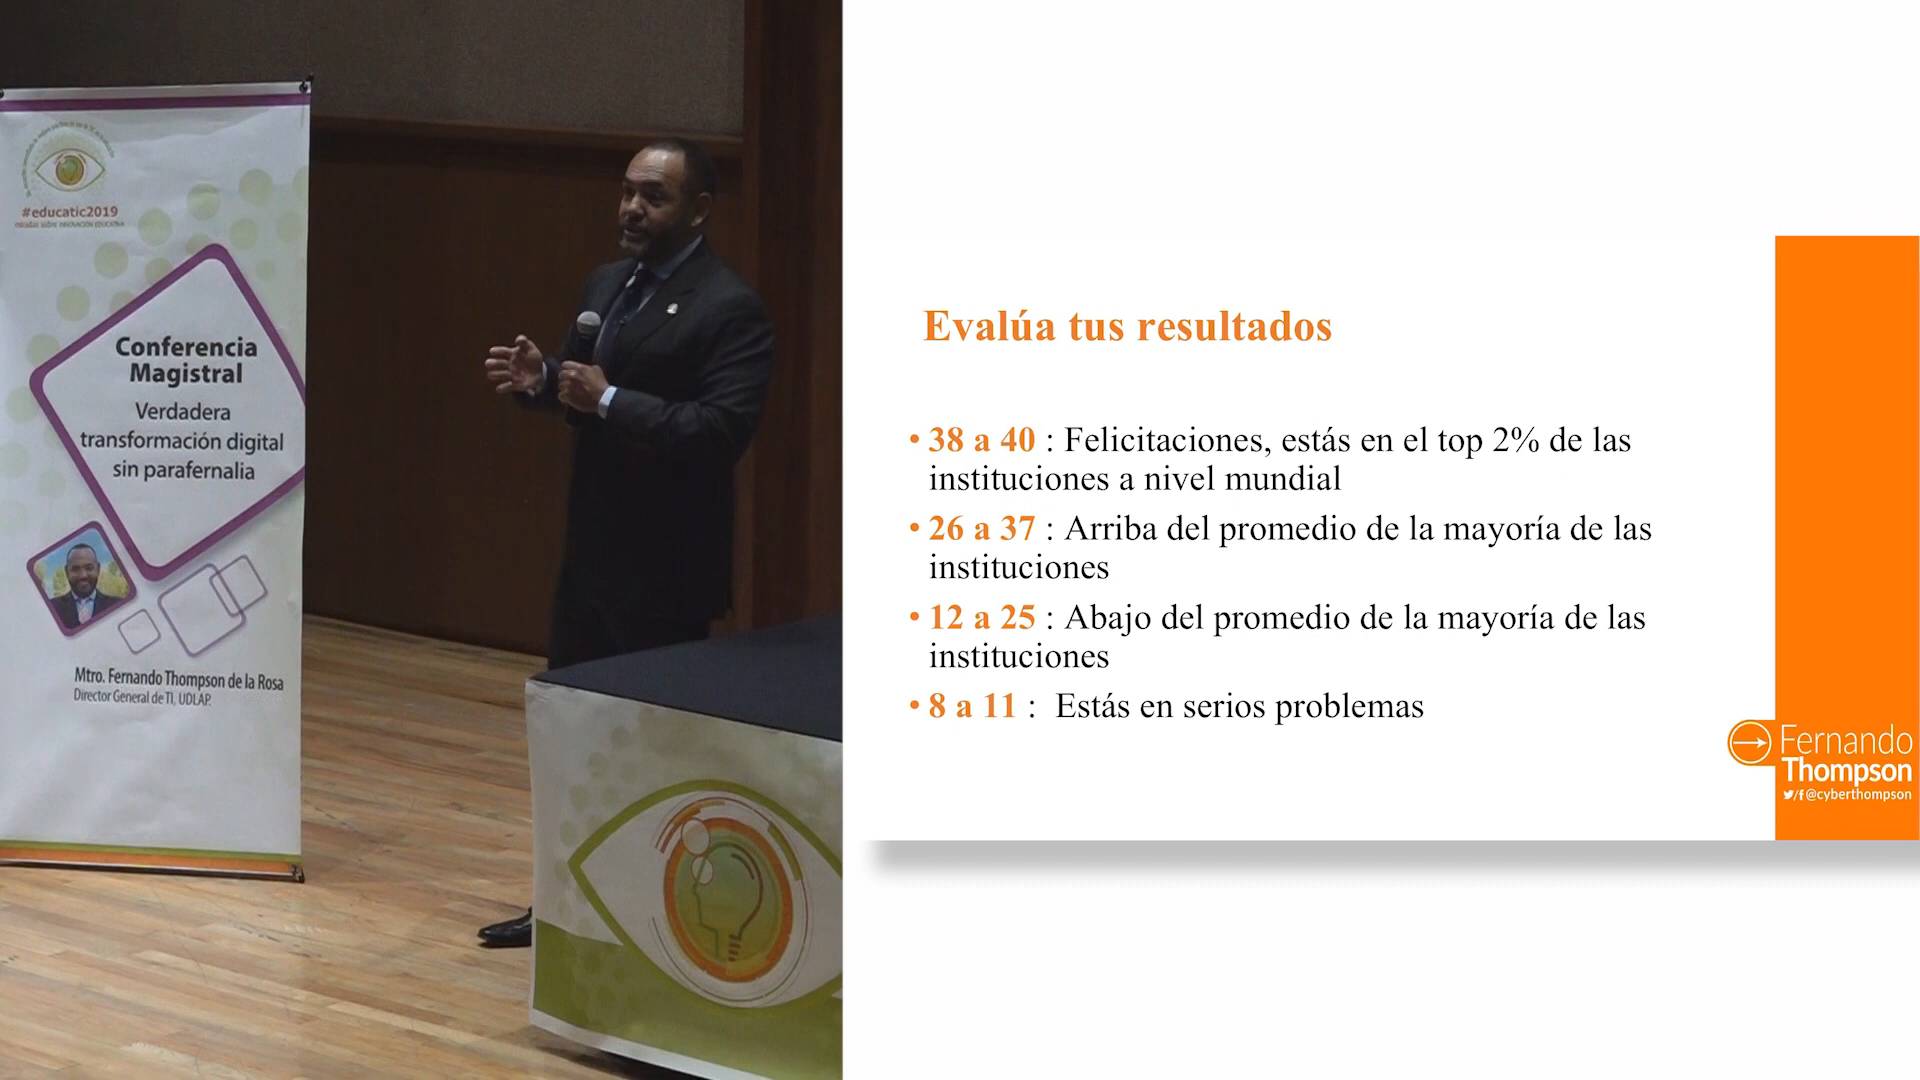 #educatic2019
Conferencia
Magistral
Verdadera
transformación digital
sin parafernalia
Mtro. Fernando Thompson de la Rosa
Director General de TI, UDLAP.
Evalúa tus resultados
• 38 a 40 : Felicitaciones, estás en el top 2% de las
instituciones a nivel mundial
• 26 a 37 : Arriba del promedio de la mayoría de las
instituciones
• 12 a 25 : Abajo del promedio de la mayoría de las
instituciones
• 8 a 11 : Estás en serios problemas
Fernando
Thompson
/f@cyberthompson